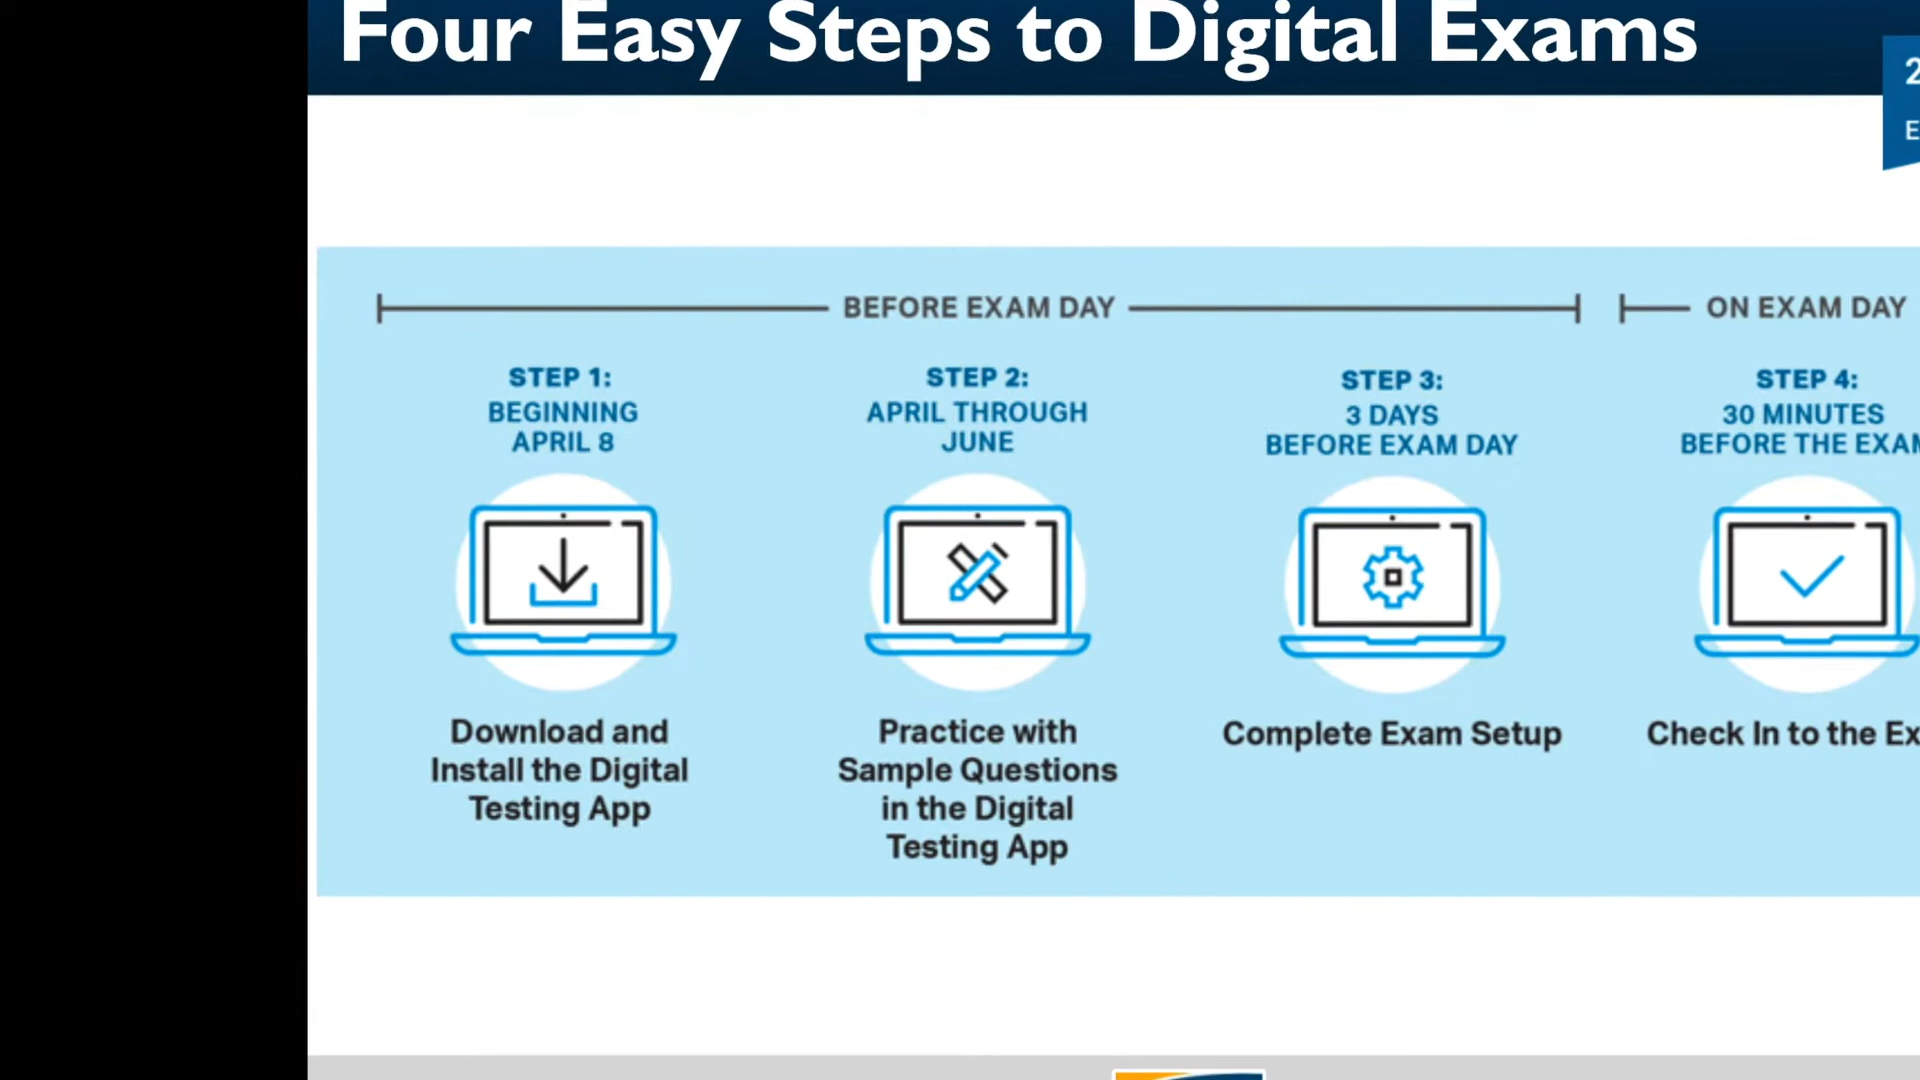 Four Easy Steps to Digital Exams
BEFORE EXAM DAY
ON EXAM DAY
STEP 1:
BEGINNING
APRIL 8
Download and
Install the Digital
Testing App
STEP 2:
APRIL THROUGH
JUNE
Practice with
Sample Questions
in the Digital
Testing App
STEP 3:
3 DAYS
BEFORE EXAM DAY
Complete Exam Setup
STEP 4:
30 MINUTES
BEFORE THE
Check In to the